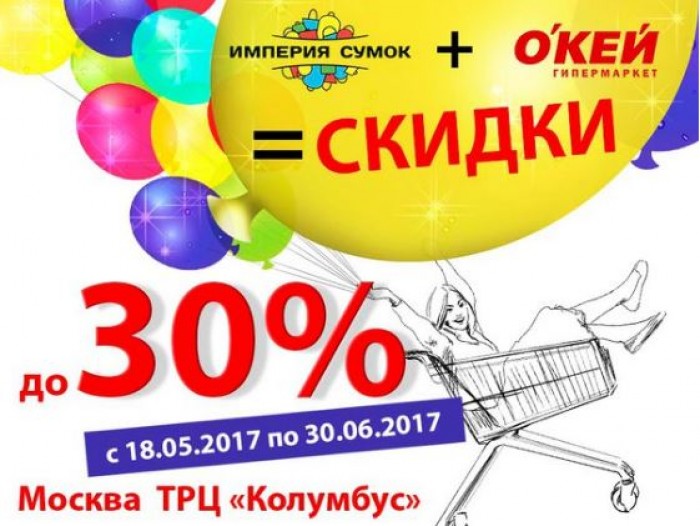 ИМПЕРИЯ СУМОК + О'КЕЙ
ГИПЕРМАРКЕТ
= СКИДКИ
до 30%
с 18.05.2017 по 30.06.2017
Москва ТРЦ «Колумбус»